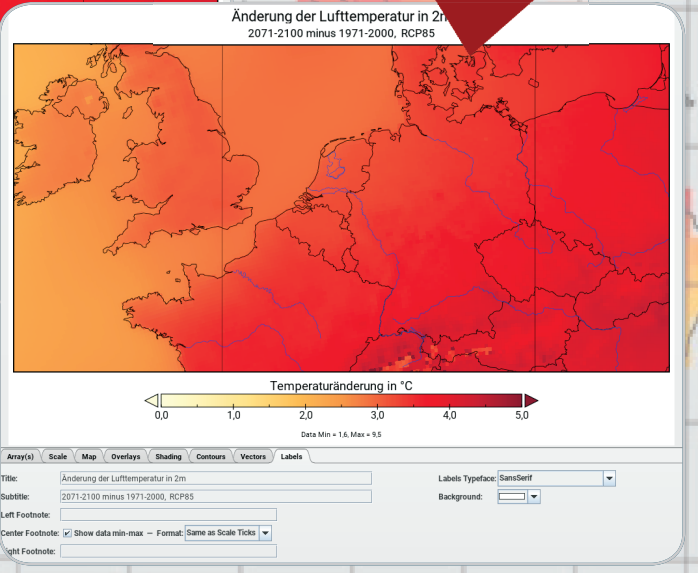 Änderung der Lufttemperatur in 2m
2071-2100 minus 1971-2000, RCP85
Temperaturänderung in °C
0,0 1,0 2,0 3,0 4,0 5,0
Data Min = 1,6, Max = 9,5
Array(s) Scale Map Overlays Shading Contours Vectors Labels
Title: Änderung der Lufttemperatur in 2m Labels Typeface: SansSerif
Subtitle: 2071-2100 minus 1971-2000, RCP85 Background:
Left Footnote:
Center Footnote: Show data min-max — Format: Same as Scale Ticks
ight Footnote: